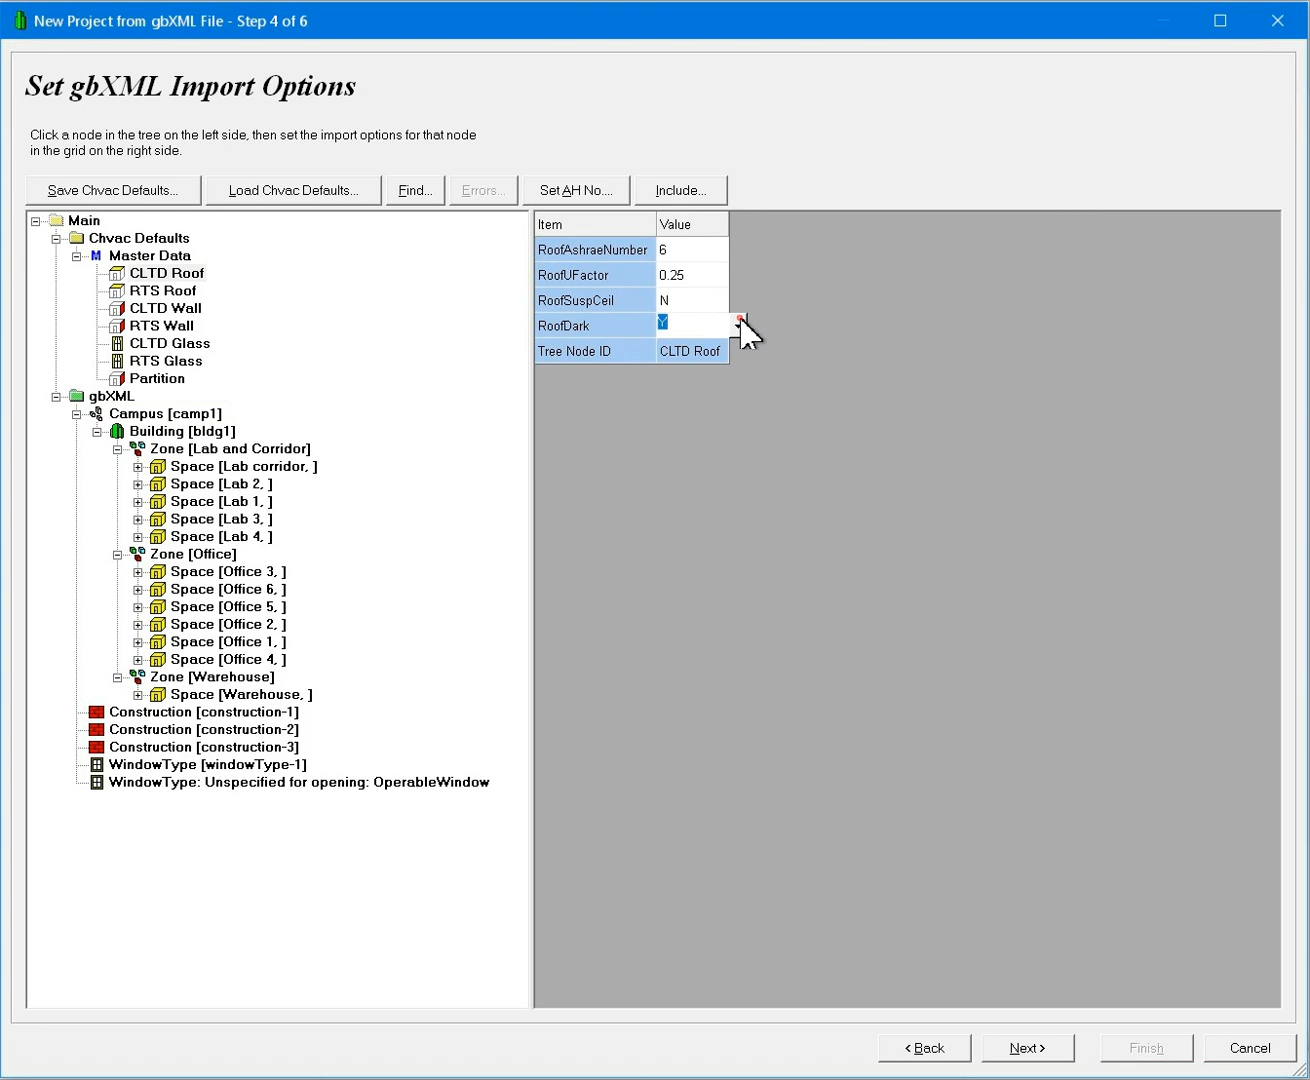 New Project from gbXML File - Step 4 of 6
Set gbXML Import Options
Click a node in the tree on the left side, then set the import options for that node
in the grid on the right side.
Save Chvac Defaults... Load Chvac Defaults... Find... Errors... Set AH No.... Include...
Main
Chvac Defaults
M Master Data
CLTD Roof
RTS Roof
CLTD Wall
RTS Wall
CLTD Glass
RTS Glass
Partition
gbXML
Campus [camp1]
Building [bldg1]
Zone [Lab and Corridor]
Space [Lab corridor, ]
Space [Lab 2, ]
Space [Lab 1, ]
Space [Lab 3, ]
Space [Lab 4, ]
Zone [Office]
Space [Office 3, ]
Space [Office 6, ]
Space [Office 5, ]
Space [Office 2, ]
Space [Office 1, ]
Space [Office 4, ]
Zone [Warehouse]
Space [Warehouse, ]
Construction [construction-1]
Construction [construction-2]
Construction [construction-3]
WindowType [windowType-1]
WindowType: Unspecified for opening: OperableWindow
Item Value
RoofAshraeNumber 6
RoofUFactor 0.25
RoofSuspCeil N
RoofDark Y
Tree Node ID CLTD Roof
< Back Next > Finish Cancel